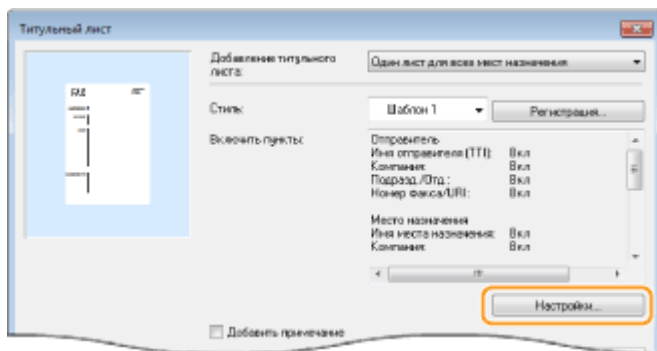 Титульный лист
Добавление титульного листа:
Один лист для всех мест назначения
FAX
Стиль:
Шаблон 1
Регистрация...
Включить пункты:
Отправитель
Имя отправителя (TTI): Вкл
Компания: Вкл
Подразд./Отд.: Вкл
Номер факса/URI: Вкл
Место назначения
Имя места назначения: Вкл
Компания: Вкл
Настройки...
Добавить примечание